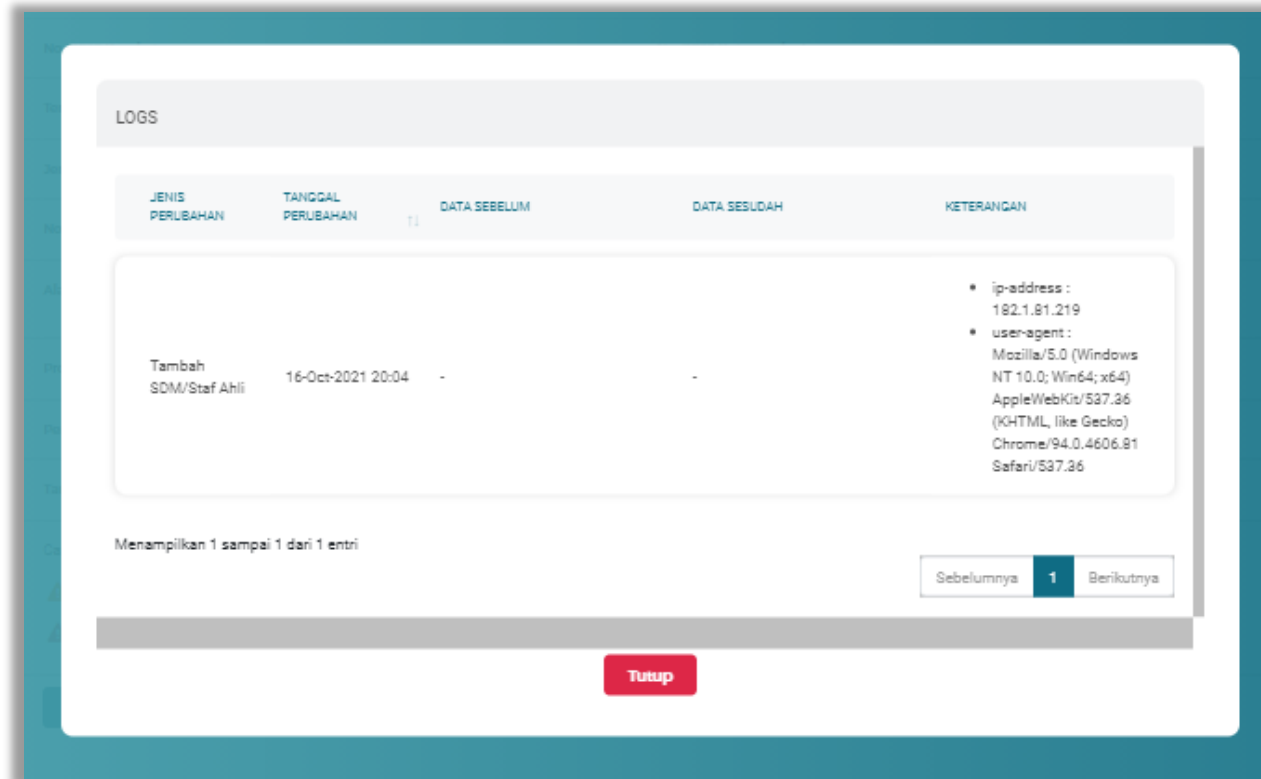 LOGS
JENIS PERUBAHAN
TANGGAL PERUBAHAN
DATA SEBELUM
DATA SESUDAH
KETERANGAN
Tambah
SDM/Staf Ahli
16-Oct-2021 20:04
-
-
• ip-address :
182.1.81.219
• user-agent :
Mozilla/5.0 (Windows
NT 10.0; Win64; x64)
AppleWebKit/537.36
(KHTML, like Gecko)
Chrome/94.0.4606.81
Safari/537.36
Menampilkan 1 sampai 1 dari 1 entri
Sebelumnya 1 Berikutnya
Tutup